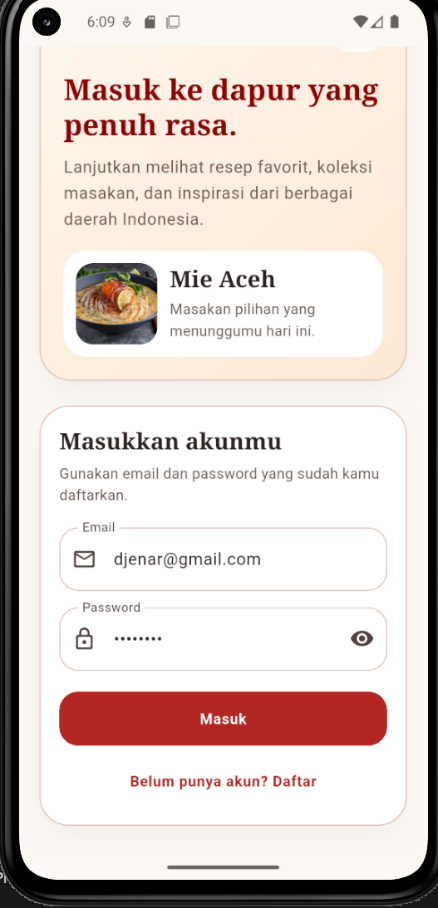 6:09
Masuk ke dapur yang
penuh rasa.
Lanjutkan melihat resep favorit, koleksi
masakan, dan inspirasi dari berbagai
daerah Indonesia.
Mie Aceh
Masakan pilihan yang
menunggumu hari ini.
Masukkan akunmu
Gunakan email dan password yang sudah kamu
daftarkan.
Email
djenar@gmail.com
Password
••••••••
Masuk
Belum punya akun? Daftar